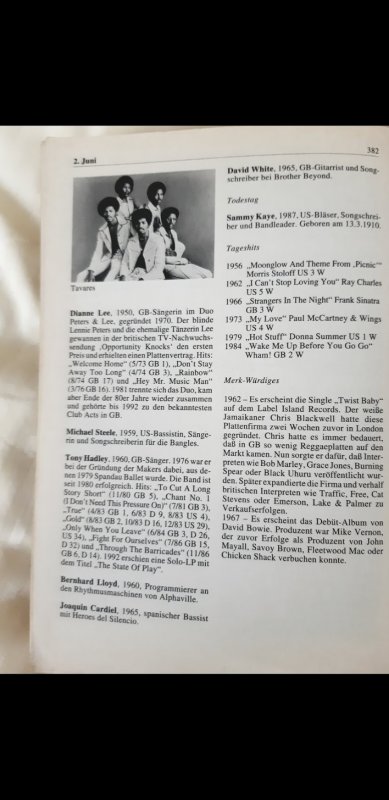 2. Juni
382
Tavares
Dianne Lee, 1950, GB-Sängerin im Duo
Peters & Lee, gegründet 1970. Der blinde
Lennie Peters und die ehemalige Tänzerin Lee
gewannen in der britischen TV-Nachwuchs-
sendung ‚Opportunity Knocks‘ den ersten
Preis und erhielten einen Plattenvertrag. Hits:
„Welcome Home“ (5/73 GB 1), „Don't Stay
Away Too Long“ (4/74 GB 3), „Rainbow“
(8/74 GB 17) und „Hey Mr. Music Man“
(3/76 GB 16). 1981 trennte sich das Duo, kam
aber Ende der 80er Jahre wieder zusammen
und gehörte bis 1992 zu den bekanntesten
Club Acts in GB.
Michael Steele, 1959, US-Bassistin, Sänge-
rin und Songschreiberin für die Bangles.
Tony Hadley, 1960, GB-Sänger. 1976 war er
bei der Gründung der Makers dabei, aus de-
nen 1979 Spandau Ballet wurde. Die Band ist
seit 1980 erfolgreich. Hits: „To Cut A Long
Story Short“ (11/80 GB 5), „Chant No. 1
(I Don't Need This Pressure On)“ (7/81 GB 3),
„True“ (4/83 GB 1, 6/83 D 9, 8/83 US 4),
„Gold“ (8/83 GB 2, 10/83 D 16, 12/83 US 29),
„Only When You Leave“ (6/84 GB 3, D 26,
US 34), „Fight For Ourselves“ (7/86 GB 15,
D 32) und „Through The Barricades“ (11/86
GB 6, D 14). 1992 erschien eine Solo-LP mit
dem Titel „The State Of Play“.
Bernhard Lloyd, 1960, Programmierer an
den Rhythmusmaschinen von Alphaville.
Joaquin Cardiel, 1965, spanischer Bassist
mit Heroes del Silencio.
David White, 1965, GB-Gitarrist und Song-
schreiber bei Brother Beyond.
Todestag
Sammy Kaye, 1987, US-Bläser, Songschrei-
ber und Bandleader. Geboren am 13.3.1910.
Tageshits
1956 „Moonglow And Theme From ‚Picnic‘“
Morris Stoloff US 3 W
1962 „I Can't Stop Loving You“ Ray Charles
US 5 W
1966 „Strangers In The Night“ Frank Sinatra
GB 3 W
1973 „My Love“ Paul McCartney & Wings
US 4 W
1979 „Hot Stuff“ Donna Summer US 1 W
1984 „Wake Me Up Before You Go Go“
Wham! GB 2 W
Merk-Würdiges
1962 – Es erscheint die Single „Twist Baby“
auf dem Label Island Records. Der weiße
Jamaikaner Chris Blackwell hatte diese
Plattenfirma zwei Wochen zuvor in London
gegründet. Chris hatte es immer bedauert,
daß in GB so wenig Reggaeplatten auf den
Markt kamen. Nun sorgte er dafür, daß Inter-
preten wie Bob Marley, Grace Jones, Burning
Spear oder Black Uhuru veröffentlicht wur-
den. Später expandierte die Firma und verhalf
britischen Interpreten wie Traffic, Free, Cat
Stevens oder Emerson, Lake & Palmer zu
Verkaufserfolgen.
1967 – Es erscheint das Debüt-Album von
David Bowie. Produzent war Mike Vernon,
der zuvor Erfolge als Produzent von John
Mayall, Savoy Brown, Fleetwood Mac oder
Chicken Shack verbuchen konnte.